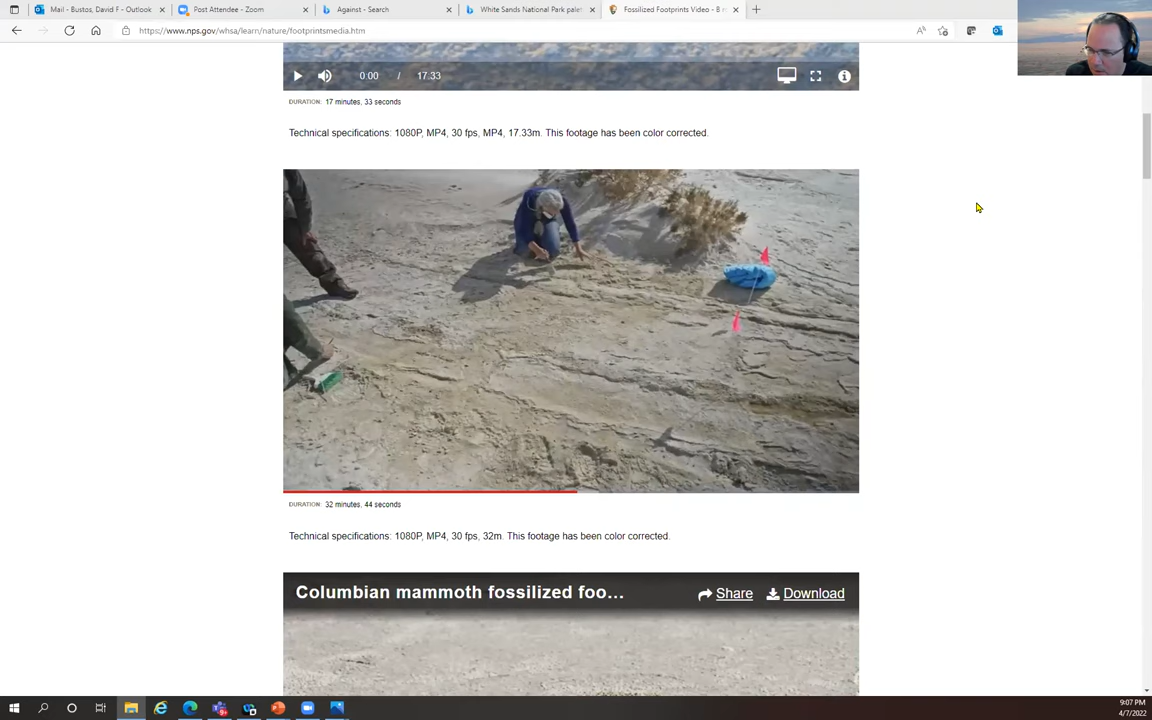 Mail - Bustos, David F - Outlook
Post Attendee - Zoom
Against - Search
White Sands National Park pale
Fossilized Footprints Video - B
https://www.nps.gov/whsa/learn/nature/footprintsmedia.htm
0:00 / 17:33
DURATION: 17 minutes, 33 seconds
Technical specifications: 1080P, MP4, 30 fps, MP4, 17.33m. This footage has been color corrected.
DURATION: 32 minutes, 44 seconds
Technical specifications: 1080P, MP4, 30 fps, 32m. This footage has been color corrected.
Columbian mammoth fossilized foo...
Share
Download
9:07 PM
4/7/2022